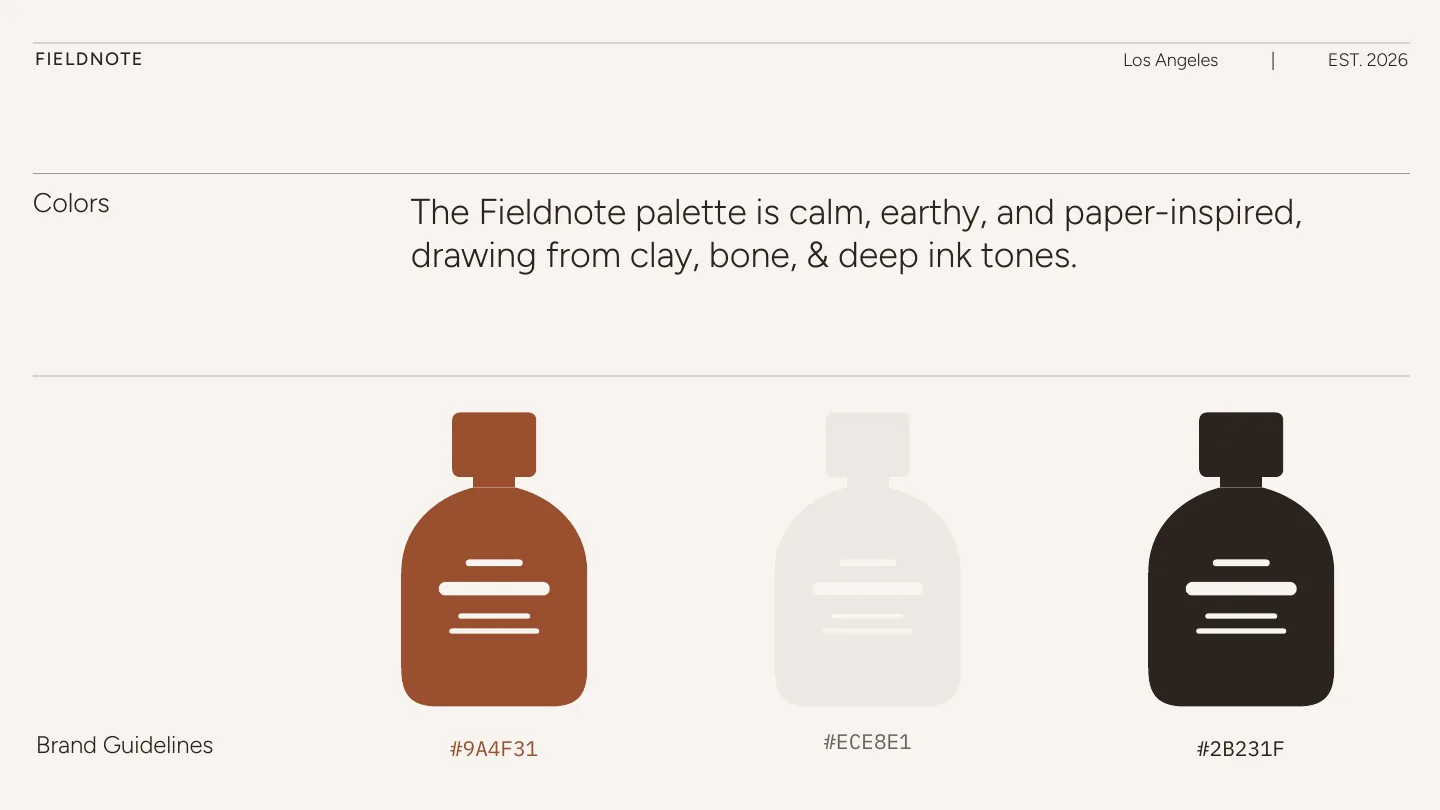 FIELDNOTE
Los Angeles | EST. 2026
Colors
The Fieldnote palette is calm, earthy, and paper-inspired,
drawing from clay, bone, & deep ink tones.
Brand Guidelines
#9A4F31
#ECE8E1
#2B231F